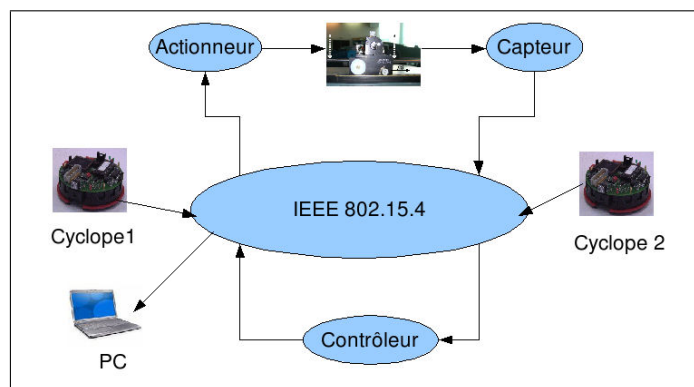 Actionneur
Capteur
IEEE 802.15.4
Cyclope1
Cyclope 2
PC
Contrôleur